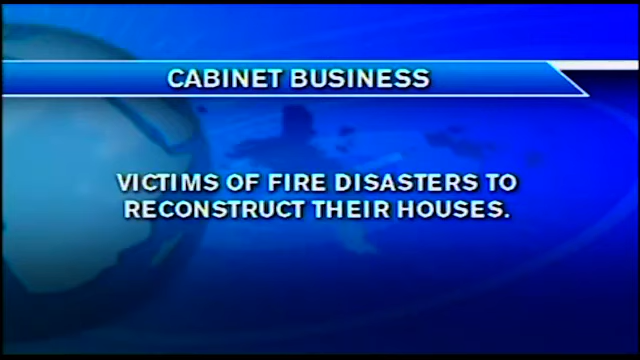 CABINET BUSINESS
VICTIMS OF FIRE DISASTERS TO
RECONSTRUCT THEIR HOUSES.